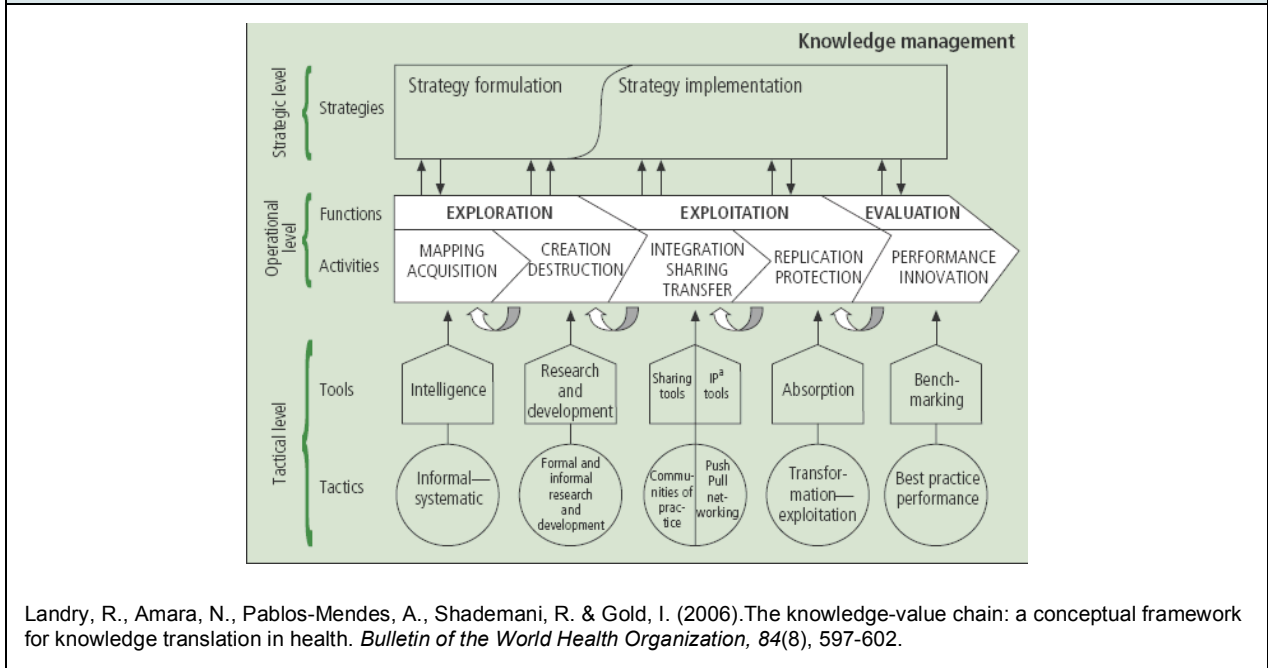 Knowledge management
Strategic level
Strategies
Strategy formulation
Strategy implementation
Operational
level
Functions
EXPLORATION
EXPLOITATION
EVALUATION
Activities
MAPPING
ACQUISITION
CREATION
DESTRUCTION
INTEGRATION
SHARING
TRANSFER
REPLICATION
PROTECTION
PERFORMANCE
INNOVATION
Tactical level
Tools
Intelligence
Research
and
development
Sharing
tools
IPª
tools
Absorption
Bench-
marking
Tactics
Informal—
systematic
Formal and
informal
research
and
development
Commu-
nities of
prac-
tice
Push
Pull
net-
working
Transfor-
mation—
exploitation
Best practice
performance
Landry, R., Amara, N., Pablos-Mendes, A., Shademani, R. & Gold, I. (2006).The knowledge-value chain: a conceptual framework
for knowledge translation in health. Bulletin of the World Health Organization, 84(8), 597-602.